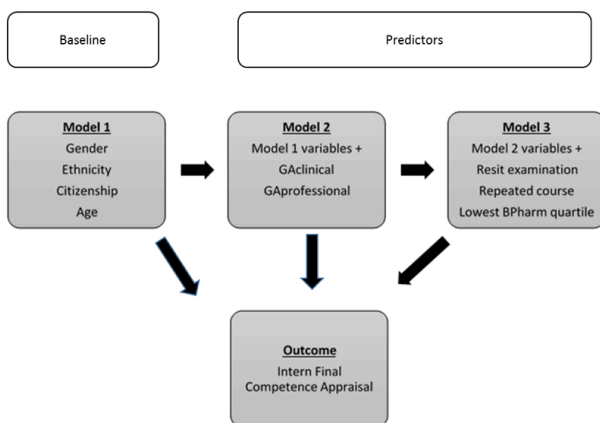 Baseline
Predictors
Model 1
Gender
Ethnicity
Citizenship
Age
Model 2
Model 1 variables +
GAclinical
GAprofessional
Model 3
Model 2 variables +
Resit examination
Repeated course
Lowest BPharm quartile
Outcome
Intern Final
Competence Appraisal